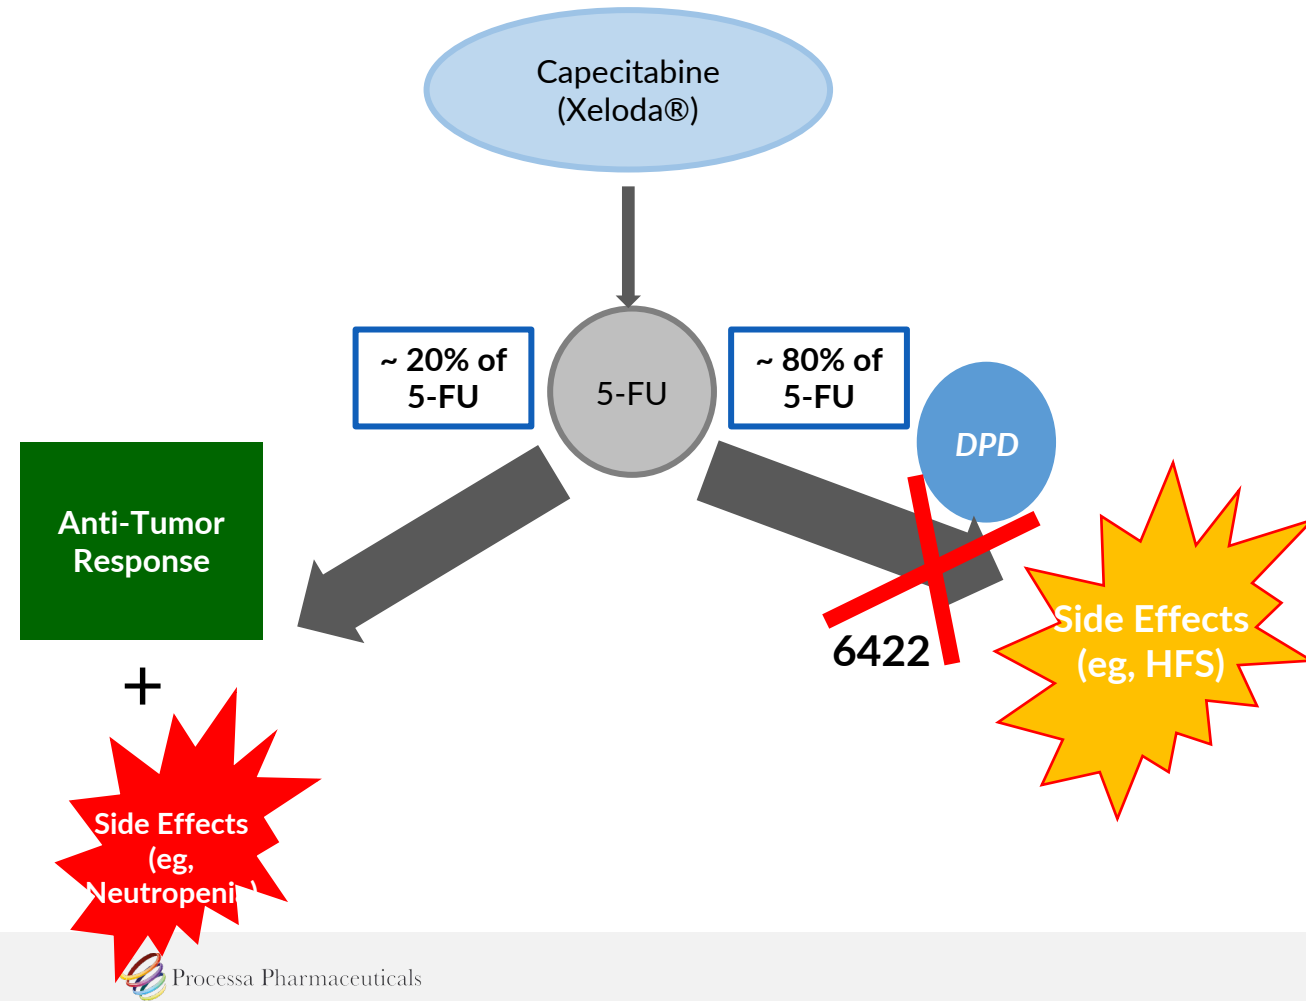 Capecitabine
(Xeloda®)
~ 20% of
5-FU
5-FU
~ 80% of
5-FU
DPD
Anti-Tumor
Response
6422
Side Effects
(eg, HFS)
+
Side Effects
(eg,
Neutropenia)
Processa Pharmaceuticals